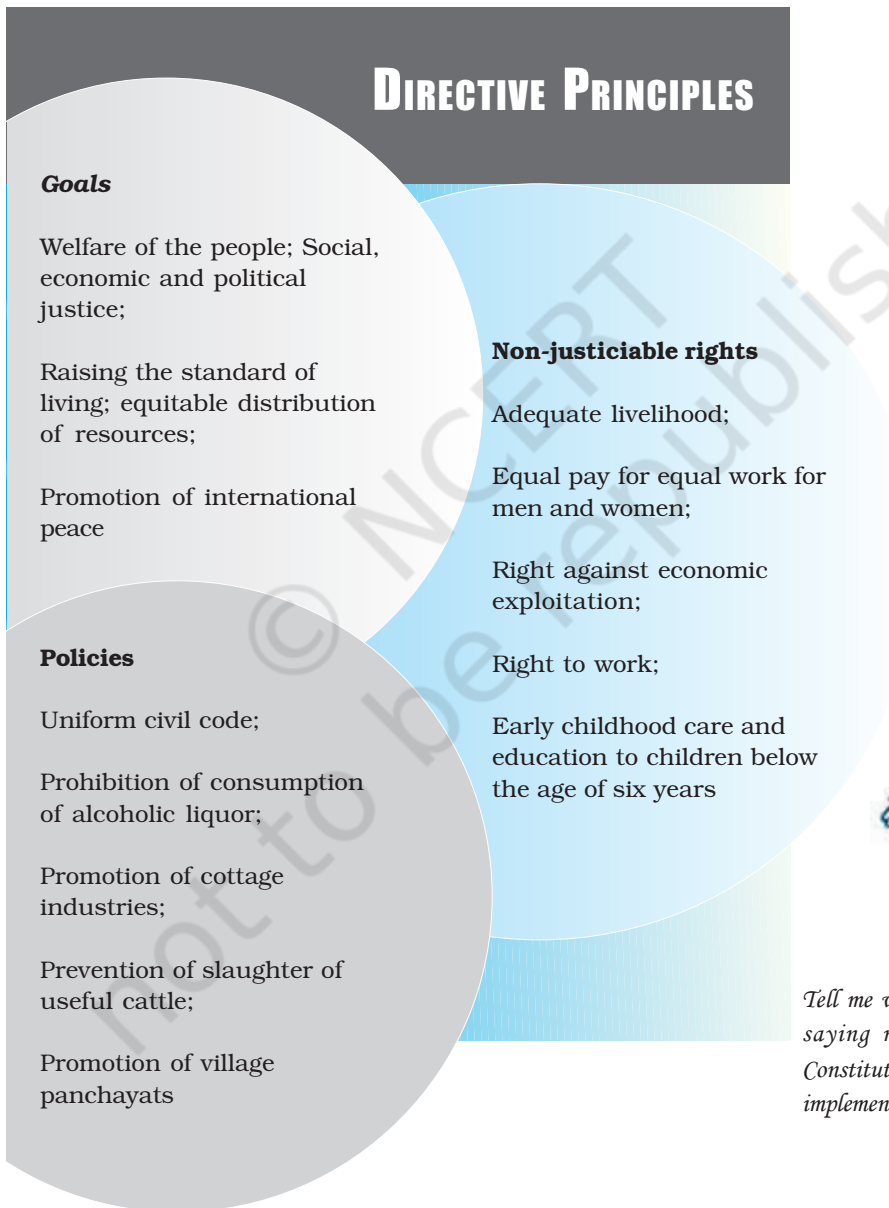 DIRECTIVE PRINCIPLES
Goals
Welfare of the people; Social,
economic and political
justice;
Raising the standard of
living; equitable distribution
of resources;
Promotion of international
peace
Policies
Uniform civil code;
Prohibition of consumption
of alcoholic liquor;
Promotion of cottage
industries;
Prevention of slaughter of
useful cattle;
Promotion of village
panchayats
Non-justiciable rights
Adequate livelihood;
Equal pay for equal work for
men and women;
Right against economic
exploitation;
Right to work;
Early childhood care and
education to children below
the age of six years
Tell me
saying
© NCERT
not to be